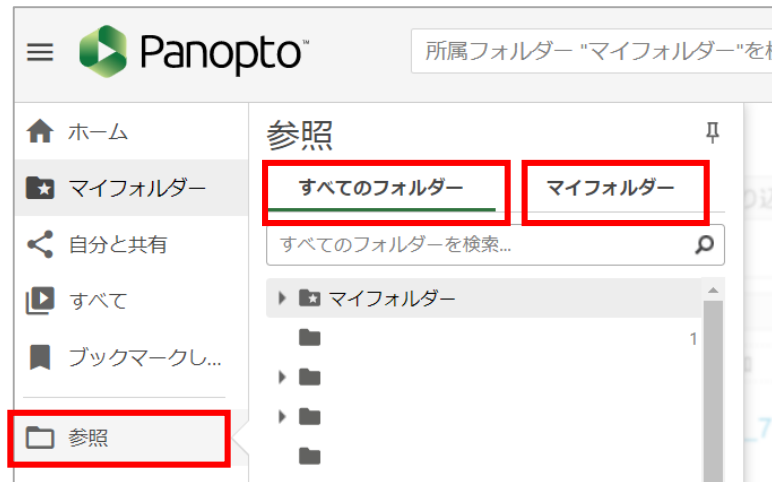 Panopto™
所属フォルダー "マイフォルダー"を
ホーム
マイフォルダー
自分と共有
すべて
ブックマークし...
参照
参照
すべてのフォルダー
マイフォルダー
すべてのフォルダーを検索...
マイフォルダー
1
_7